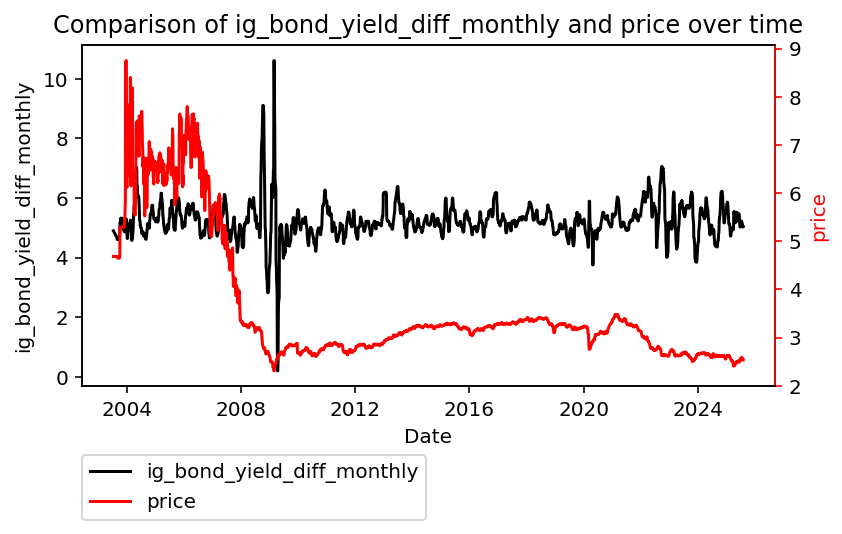 Comparison of ig_bond_yield_diff_monthly and price over time
ig_bond_yield_diff_monthly
10
8
6
4
2
0
9
8
7
6
5
4
3
2
price
2004 2008 2012 2016 2020 2024
Date
ig_bond_yield_diff_monthly
price